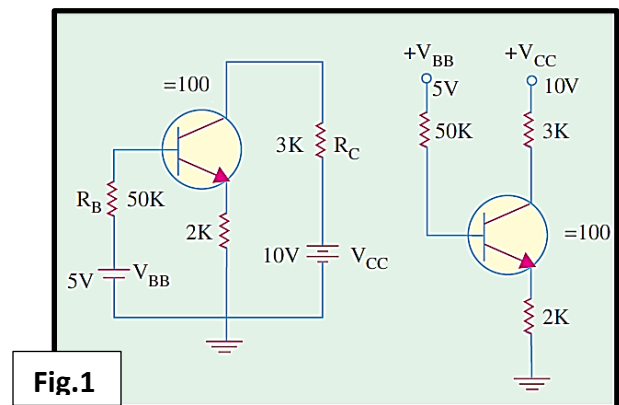 =100
3K R_C
R_B 50K
2K
10V V_CC
5V V_BB
+V_BB +V_CC
5V 10V
50K 3K
=100
2K
Fig.1